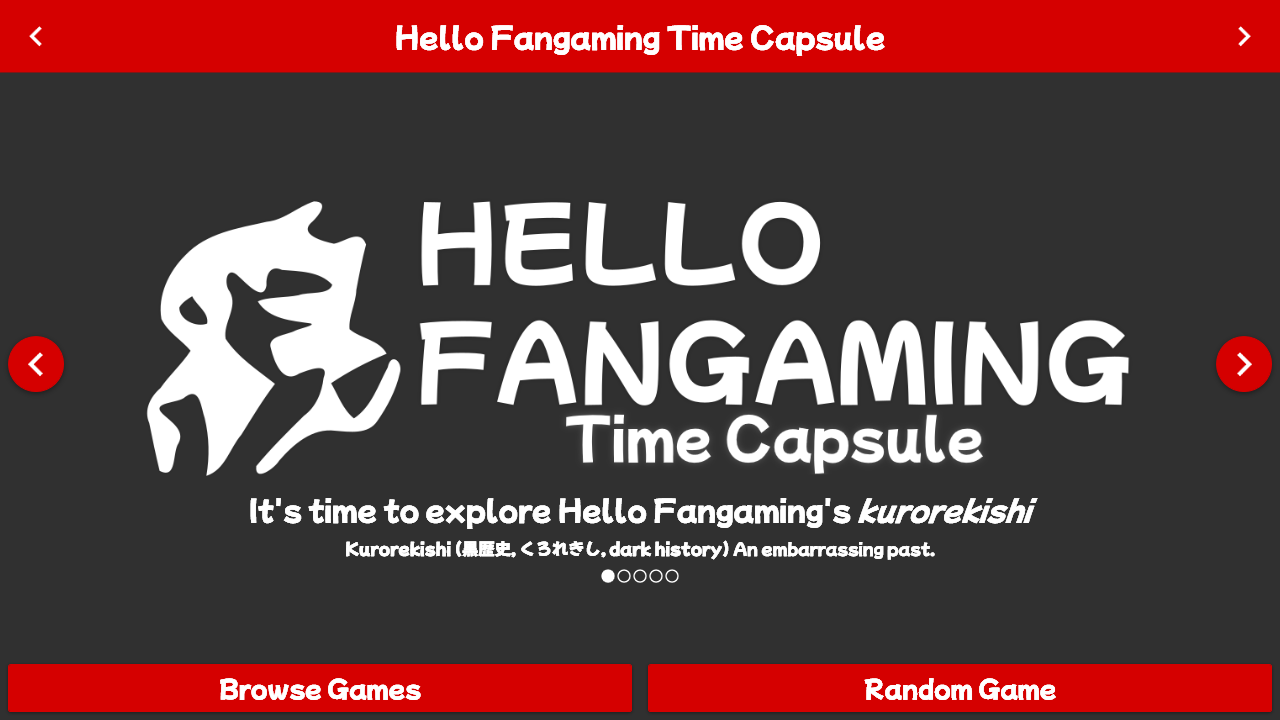 Hello Fangaming Time Capsule
HELLO
FANGAMING
Time Capsule
It's time to explore Hello Fangaming's kurorekishi
Kurorekishi (黒歴史, くろれきし, dark history) An embarrassing past.
Browse Games
Random Game